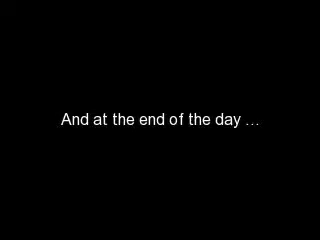 And at the end of the day …